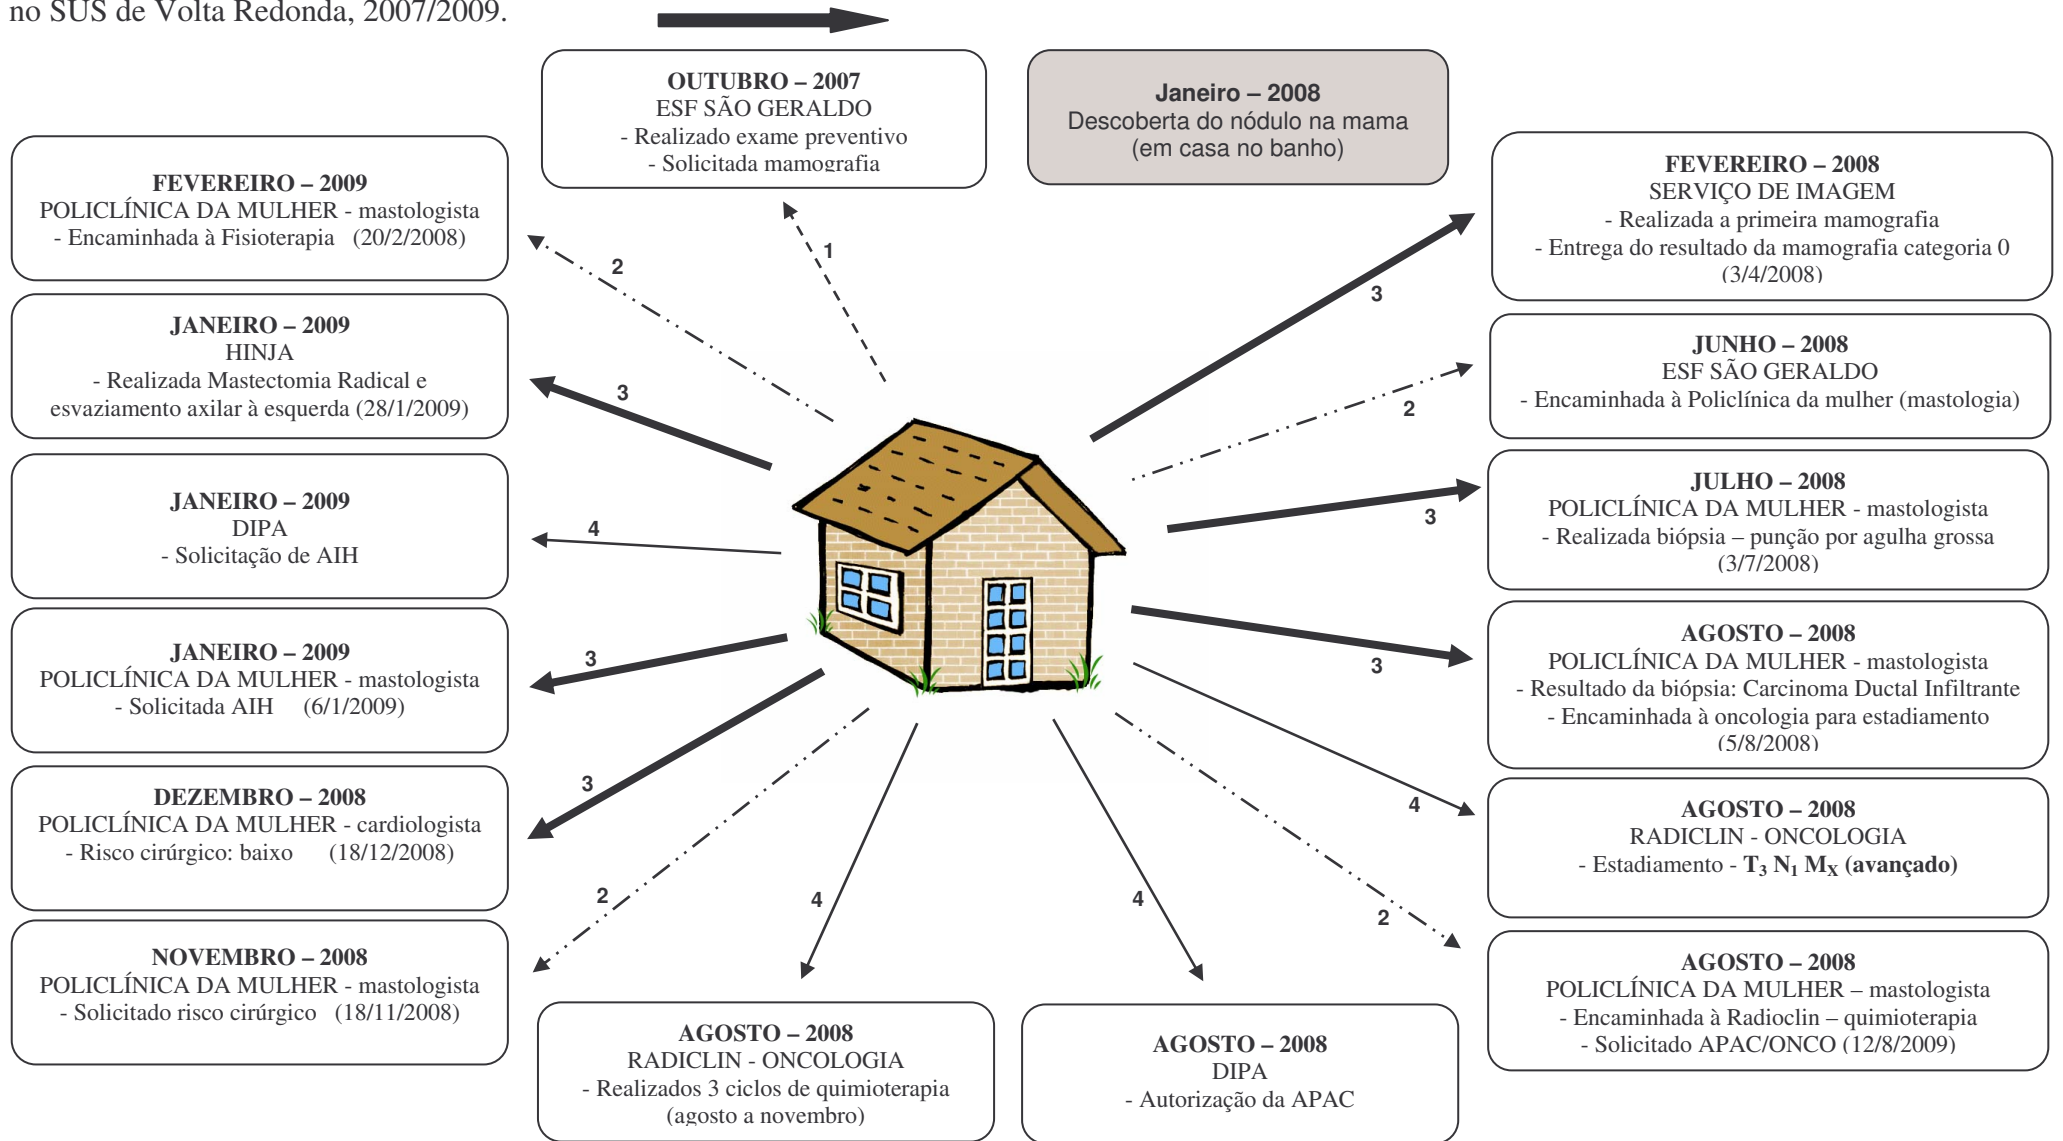 no SUS de Volta Redonda, 2007/2009.
OUTUBRO – 2007
ESF SÃO GERALDO
- Realizado exame preventivo
- Solicitada mamografia
1
Janeiro – 2008
Descoberta do nódulo na mama
(em casa no banho)
FEVEREIRO – 2008
SERVIÇO DE IMAGEM
- Realizada a primeira mamografia
- Entrega do resultado da mamografia categoria 0
(3/4/2008)
3
JUNHO – 2008
ESF SÃO GERALDO
- Encaminhada à Policlínica da mulher (mastologia)
2
JULHO – 2008
POLICLÍNICA DA MULHER - mastologista
- Realizada biópsia – punção por agulha grossa
(3/7/2008)
3
AGOSTO – 2008
POLICLÍNICA DA MULHER - mastologista
- Resultado da biópsia: Carcinoma Ductal Infiltrante
- Encaminhada à oncologia para estadiamento
(5/8/2008)
3
AGOSTO – 2008
RADICLIN - ONCOLOGIA
- Estadiamento - T3 N1 MX (avançado)
4
AGOSTO – 2008
POLICLÍNICA DA MULHER – mastologista
- Encaminhada à Radioclin – quimioterapia
- Solicitado APAC/ONCO (12/8/2009)
2
AGOSTO – 2008
DIPA
- Autorização da APAC
4
AGOSTO – 2008
RADICLIN - ONCOLOGIA
- Realizados 3 ciclos de quimioterapia
(agosto a novembro)
4
NOVEMBRO – 2008
POLICLÍNICA DA MULHER - mastologista
- Solicitado risco cirúrgico (18/11/2008)
2
DEZEMBRO – 2008
POLICLÍNICA DA MULHER - cardiologista
- Risco cirúrgico: baixo (18/12/2008)
3
JANEIRO – 2009
POLICLÍNICA DA MULHER - mastologista
- Solicitada AIH (6/1/2009)
3
JANEIRO – 2009
DIPA
- Solicitação de AIH
4
JANEIRO – 2009
HINJA
- Realizada Mastectomia Radical e
esvaziamento axilar à esquerda (28/1/2009)
3
FEVEREIRO – 2009
POLICLÍNICA DA MULHER - mastologista
- Encaminhada à Fisioterapia (20/2/2008)
2